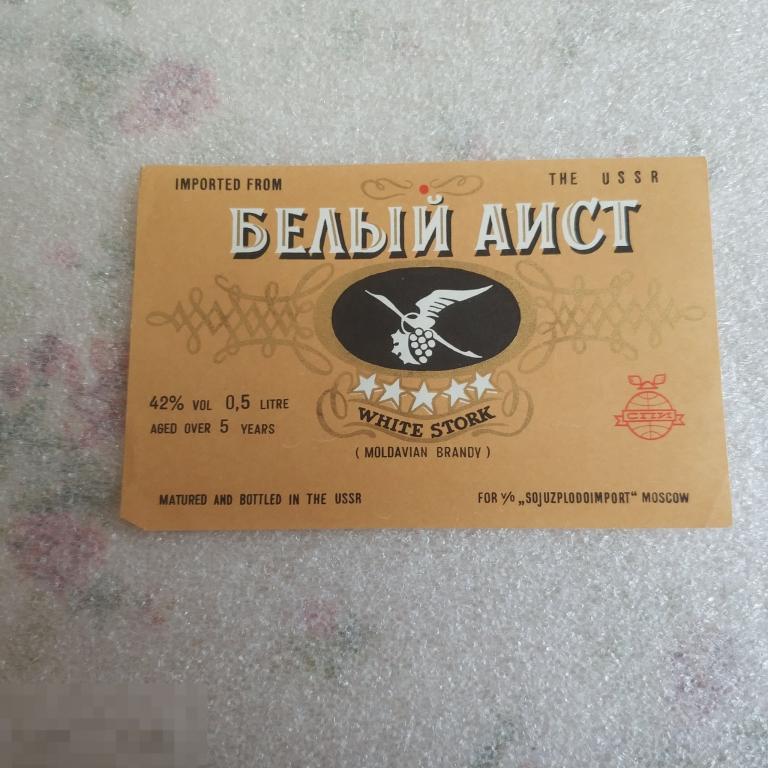 IMPORTED FROM THE USSR
БЕЛЫЙ АИСТ
42% VOL 0,5 LITRE
AGED OVER 5 YEARS
WHITE STORK
( MOLDAVIAN BRANDY )
СПИ
MATURED AND BOTTLED IN THE USSR
FOR V/O „SOJUZPLODOIMPORT“ MOSCOW